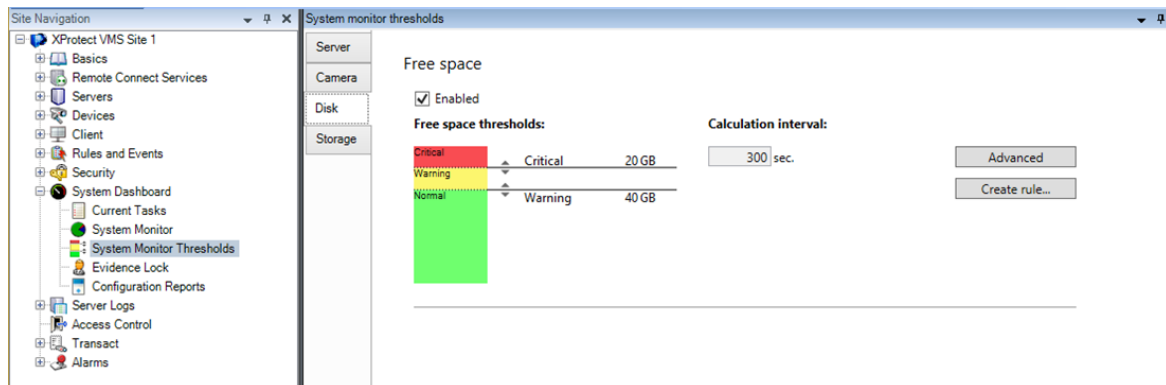 Site Navigation
XProtect VMS Site 1
Basics
Remote Connect Services
Servers
Devices
Client
Rules and Events
Security
System Dashboard
Current Tasks
System Monitor
System Monitor Thresholds
Evidence Lock
Configuration Reports
Server Logs
Access Control
Transact
Alarms
System monitor thresholds
Server
Camera
Disk
Storage
Free space
Enabled
Free space thresholds:
Calculation interval:
Critical
Warning
Normal
Critical 20 GB
Warning 40 GB
300 sec.
Advanced
Create rule...